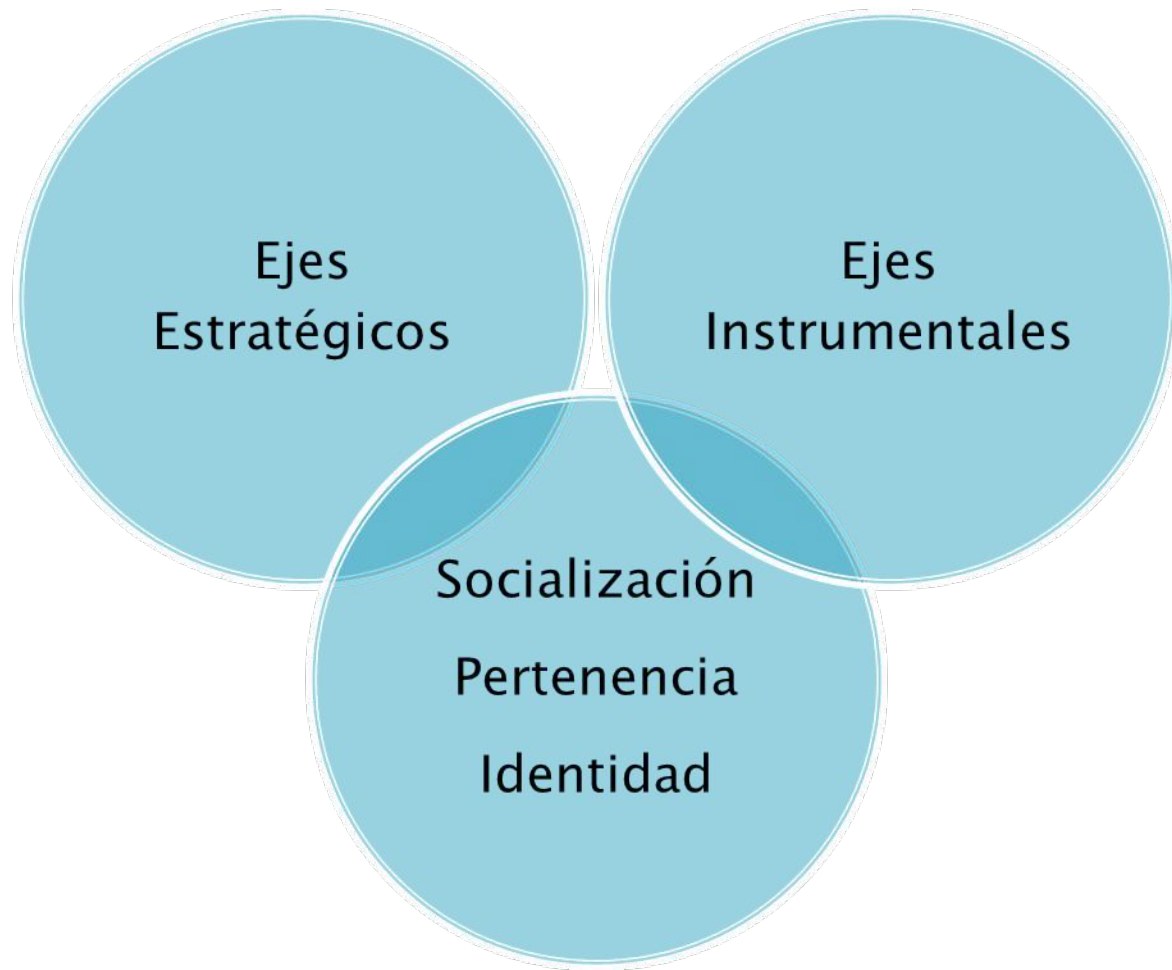 Ejes
Estratégicos
Ejes
Instrumentales
Socialización
Pertenencia
Identidad